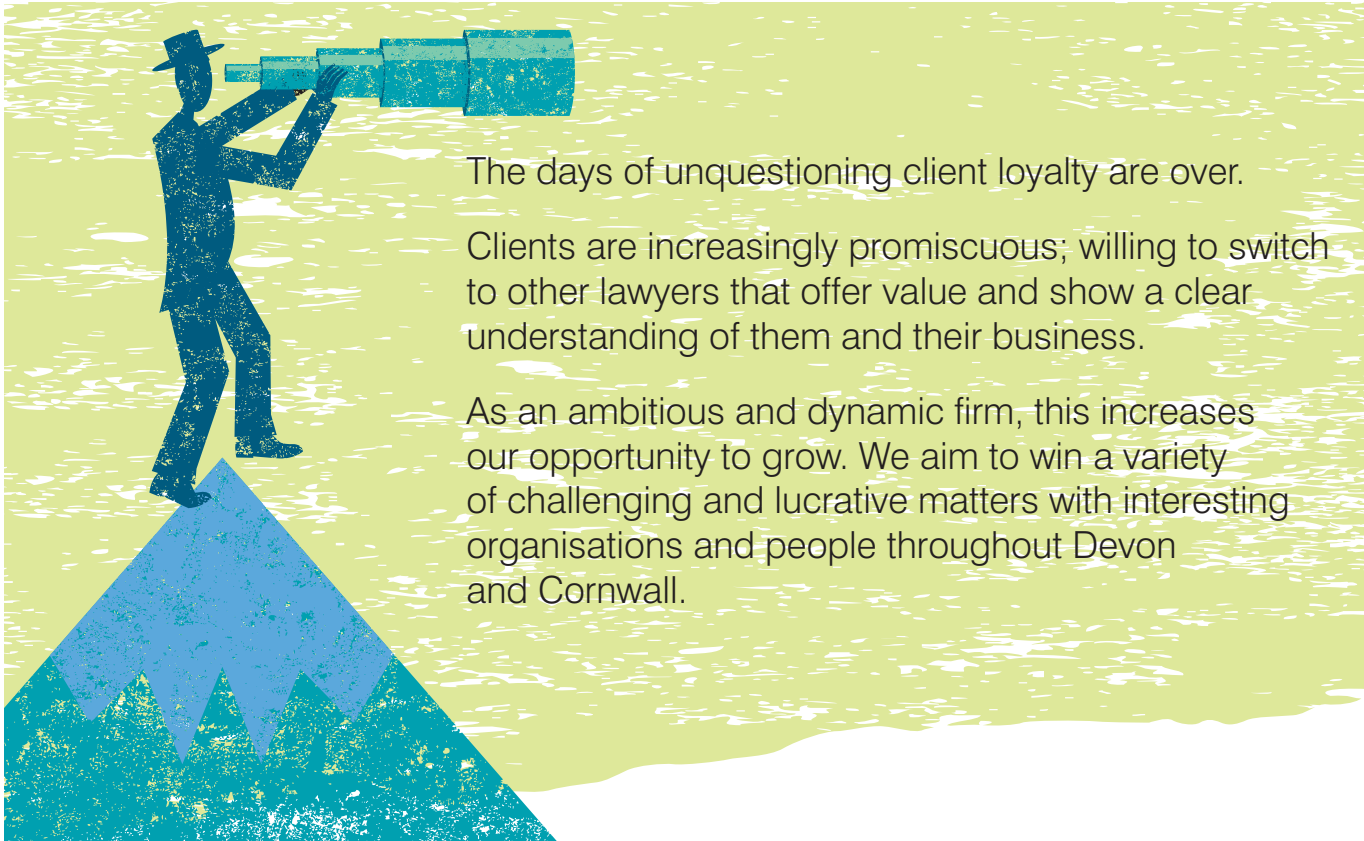 The days of unquestioning client loyalty are over.
Clients are increasingly promiscuous; willing to switch
to other lawyers that offer value and show a clear
understanding of them and their business.
As an ambitious and dynamic firm, this increases
our opportunity to grow. We aim to win a variety
of challenging and lucrative matters with interesting
organisations and people throughout Devon
and Cornwall.